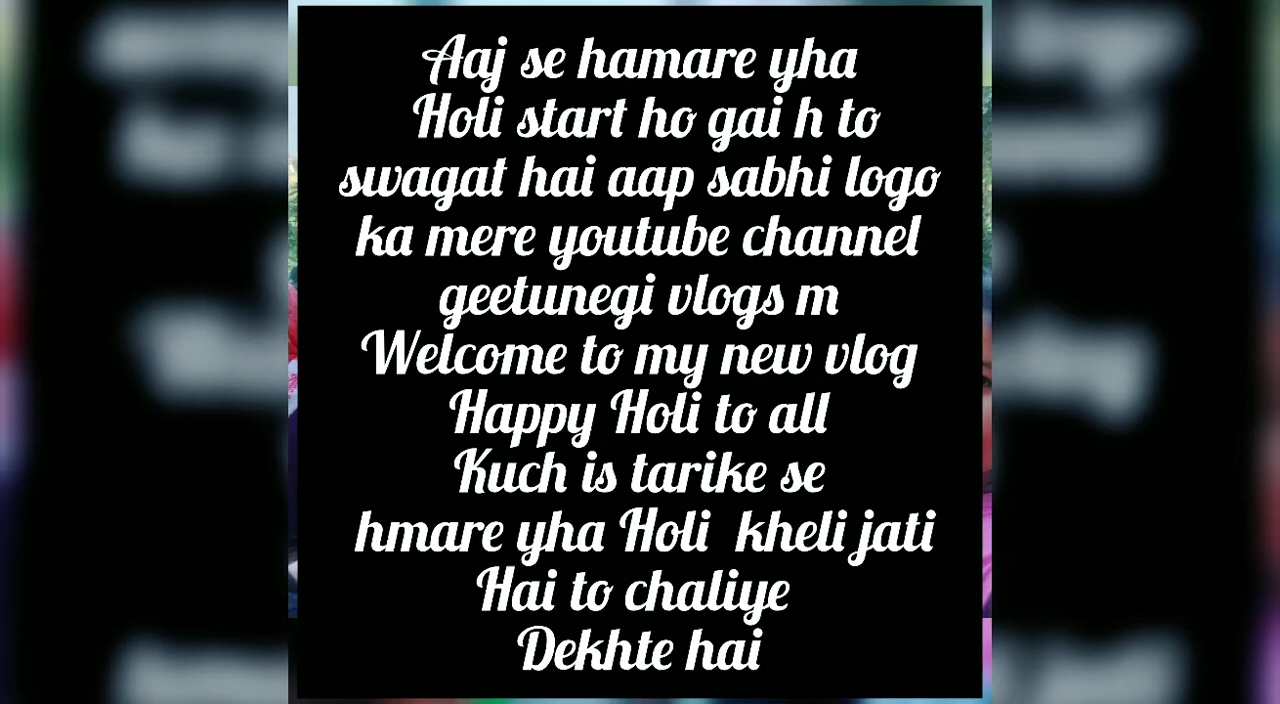 Aaj se hamare yha
Holi start ho gai h to
swagat hai aap sabhi logo
ka mere youtube channel
geetunegi vlogs m
Welcome to my new vlog
Happy Holi to all
Kuch is tarike se
hmare yha Holi kheli jati
Hai to chaliye
Dekhte hai